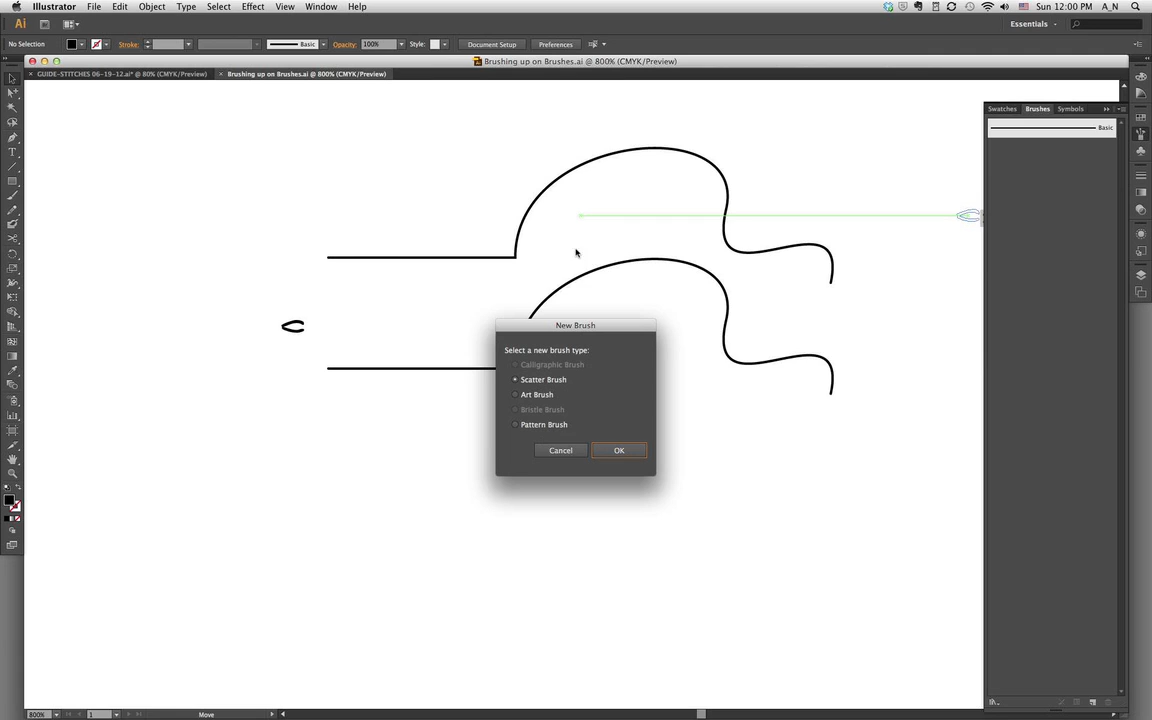 Illustrator File Edit Object Type Select Effect View Window Help Sun 12:00 PM A_N
Ai Essentials
No Selection Stroke: Basic Opacity: 100% Style: Document Setup Preferences
Brushing up on Brushes.ai @ 800% (CMYK/Preview)
× GUIDE-STITCHES 06-19-12.ai* @ 80% (CMYK/Preview) × Brushing up on Brushes.ai @ 800% (CMYK/Preview)
Swatches Brushes Symbols
Basic
New Brush
Select a new brush type:
Calligraphic Brush
Scatter Brush
Art Brush
Bristle Brush
Pattern Brush
Cancel OK
800% 1 Move